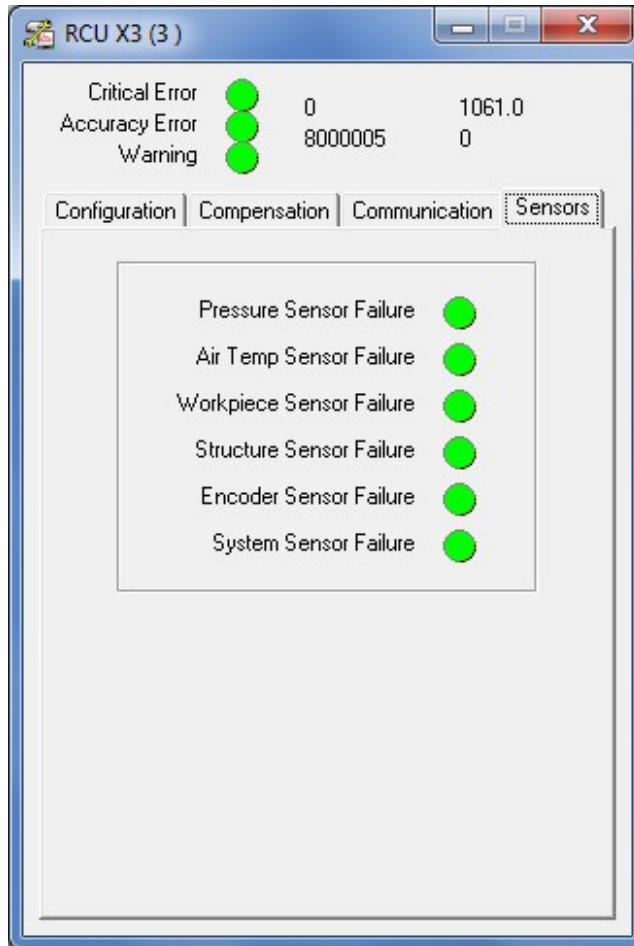 RCU X3 (3 )
Critical Error 0 1061.0
Accuracy Error 8000005 0
Warning
Configuration Compensation Communication Sensors
Pressure Sensor Failure
Air Temp Sensor Failure
Workpiece Sensor Failure
Structure Sensor Failure
Encoder Sensor Failure
System Sensor Failure